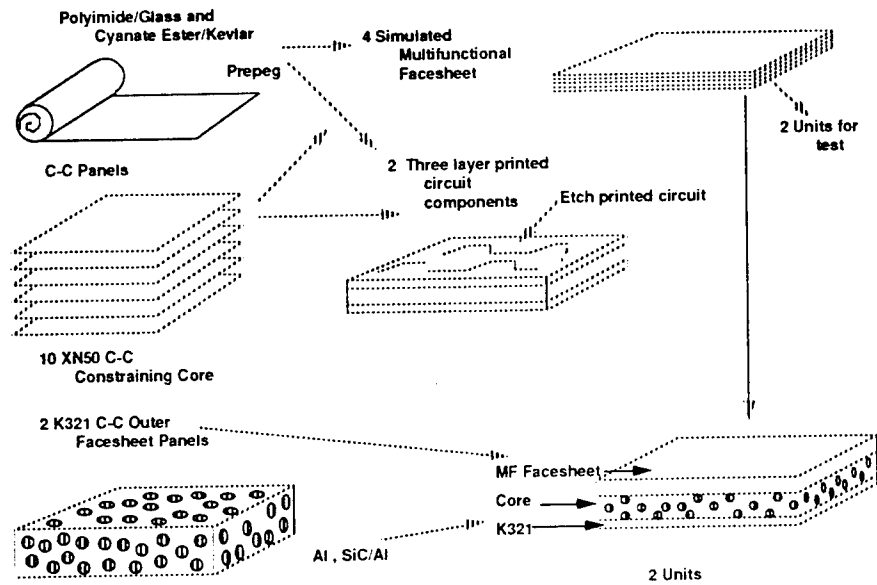 Polyimide/Glass and
Cyanate Ester/Kevlar
Prepeg
4 Simulated
Multifunctional
Facesheet
2 Units for
test
C-C Panels
2 Three layer printed
circuit
components
Etch printed circuit
10 XN50 C-C
Constraining Core
2 K321 C-C Outer
Facesheet Panels
MF Facesheet
Core
K321
Al , SiC/Al
2 Units